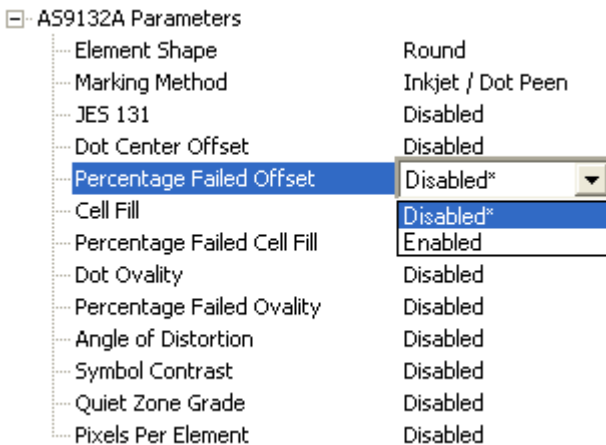 AS9132A Parameters
Element Shape Round
Marking Method Inkjet / Dot Peen
JES 131 Disabled
Dot Center Offset Disabled
Percentage Failed Offset Disabled*
Cell Fill Disabled*
Percentage Failed Cell Fill Enabled
Dot Ovality Disabled
Percentage Failed Ovality Disabled
Angle of Distortion Disabled
Symbol Contrast Disabled
Quiet Zone Grade Disabled
Pixels Per Element Disabled